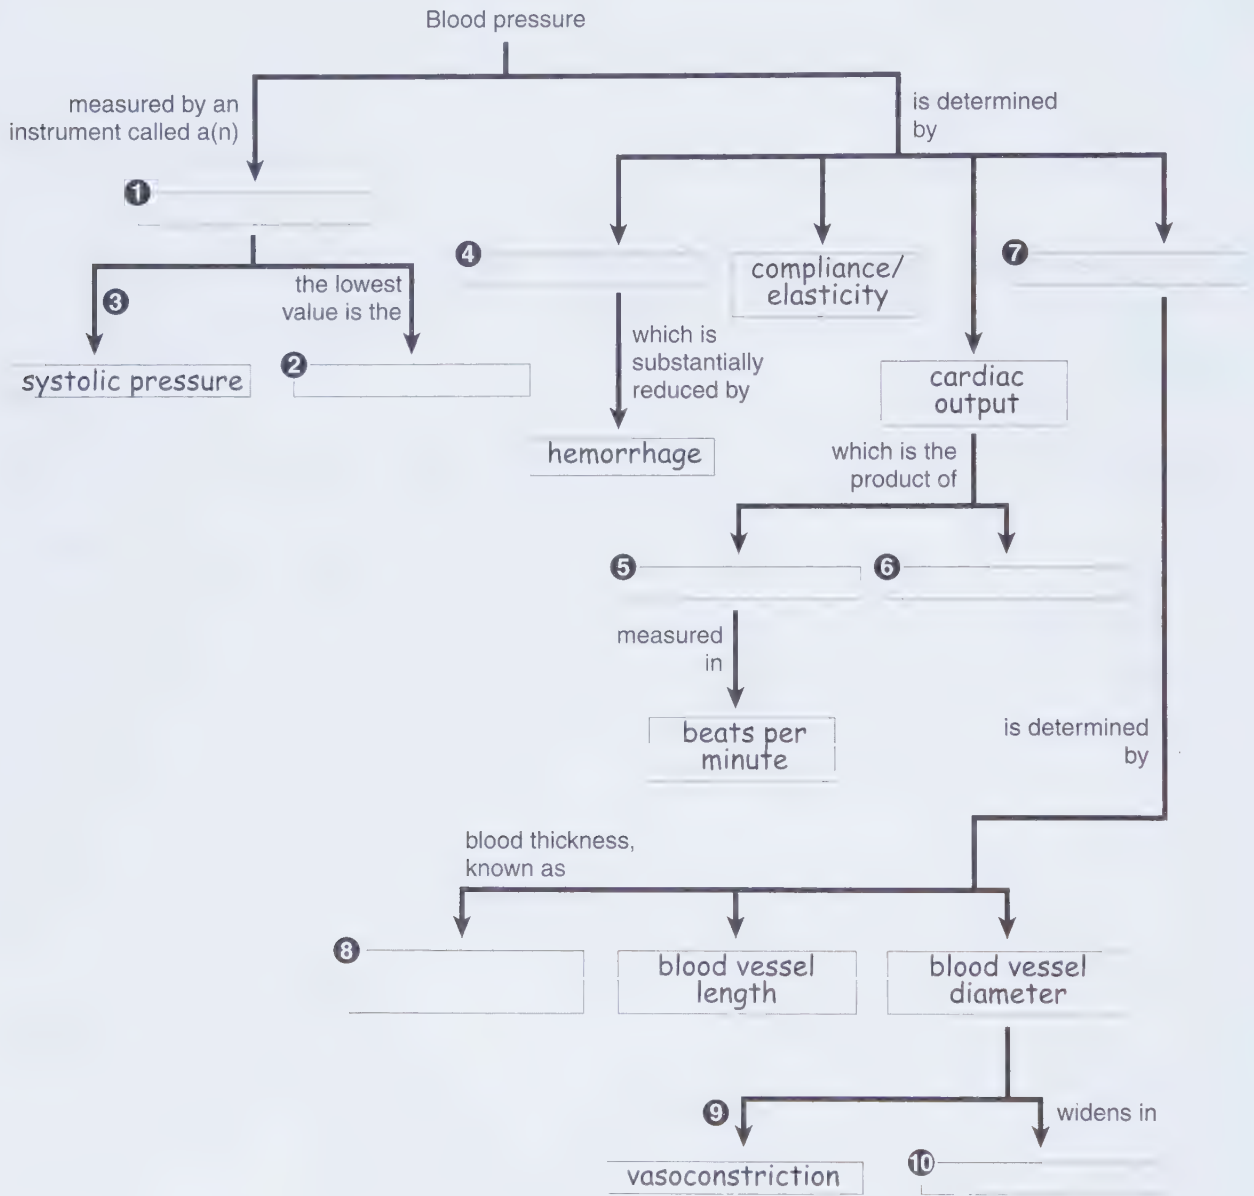 Blood pressure
measured by an
instrument called a(n)
is determined
by
1
4
compliance/
elasticity
7
3
the lowest
value is the
systolic pressure
2
which is
substantially
reduced by
cardiac
output
hemorrhage
which is the
product of
5
6
measured
in
beats per
minute
is determined
by
blood thickness,
known as
8
blood vessel
length
blood vessel
diameter
9
widens in
vasoconstriction
10